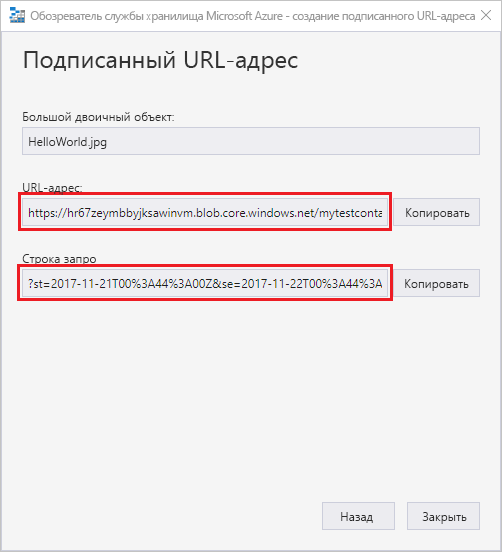 Обозреватель службы хранилища Microsoft Azure - создание подписанного URL-адреса
Подписанный URL-адрес
Большой двоичный объект:
HelloWorld.jpg
URL-адрес:
https://hr67zeymbbyjksawinvm.blob.core.windows.net/mytestconta
Копировать
Строка запро
?st=2017-11-21T00%3A44%3A00Z&se=2017-11-22T00%3A44%3A
Копировать
Назад
Закрыть